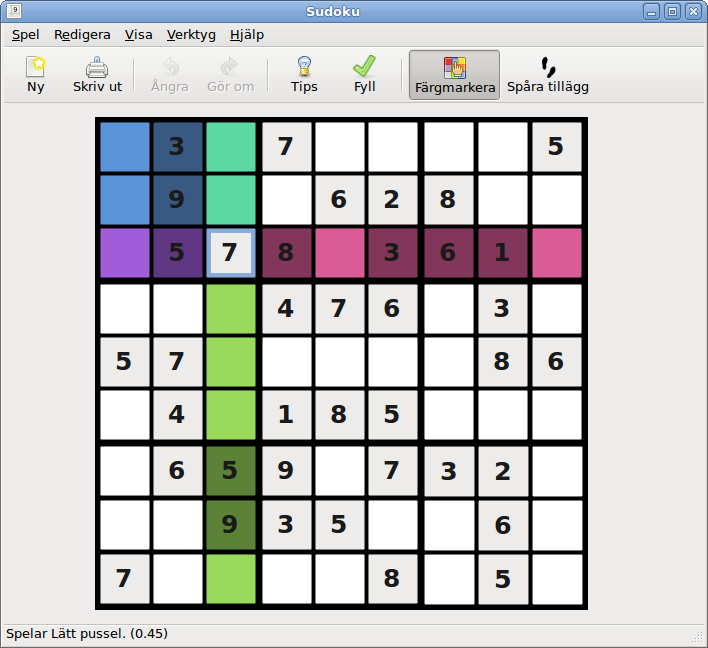 Sudoku
Spel Redigera Visa Verktyg Hjälp
Ny Skriv ut Ångra Gör om Tips Fyll Färgmarkera Spåra tillägg
3 7 5
9 6 2 8
5 7 8 3 6 1
4 7 6 3
5 7 8 6
4 1 8 5
6 5 9 7 3 2
9 3 5 6
7 8 5
Spelar Lätt pussel. (0.45)